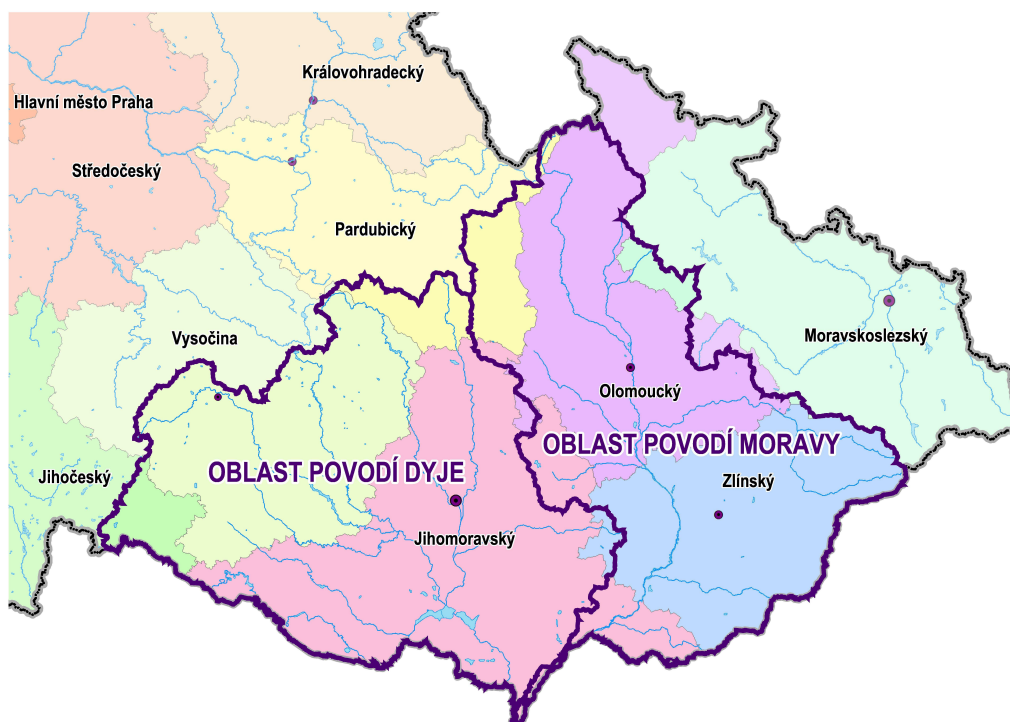 Královohradecký
Hlavní město Praha
Středočeský
Pardubický
Vysočina
Moravskoslezský
Olomoucký
OBLAST POVODÍ MORAVY
OBLAST POVODÍ DYJE
Jihočeský
Zlínský
Jihomoravský